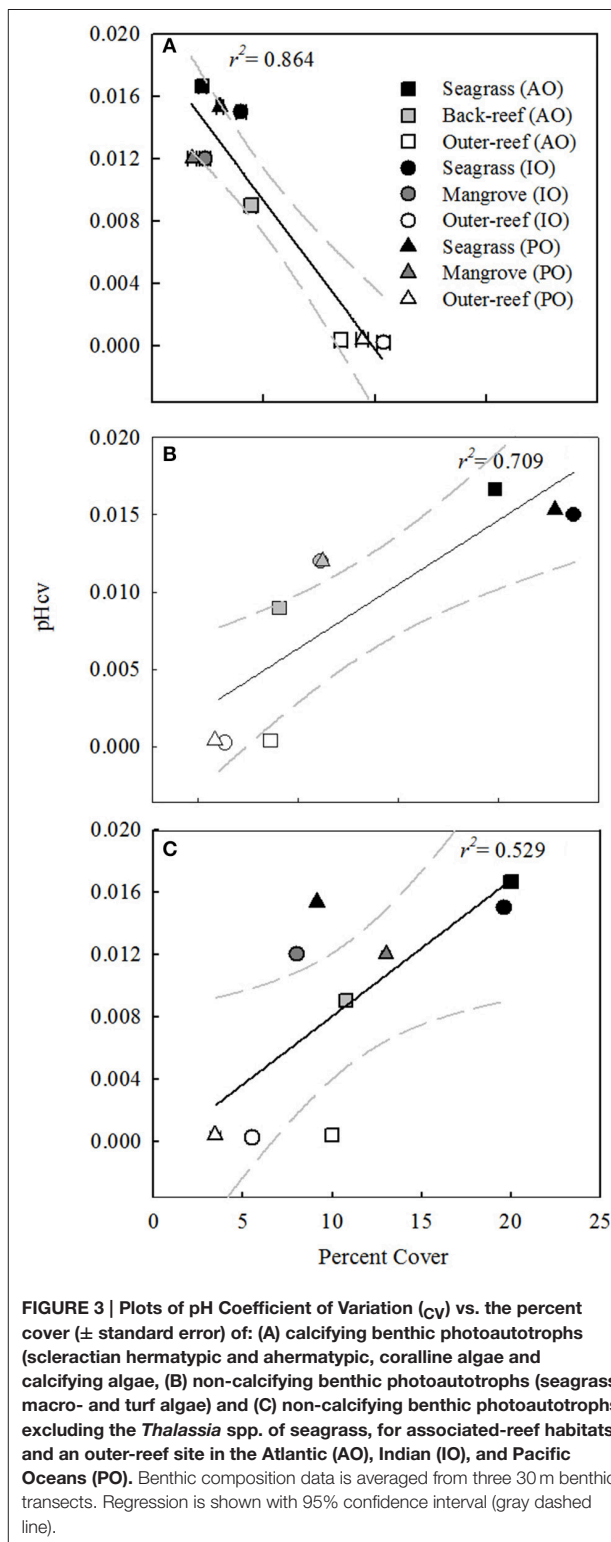 A
r² = 0.864
Seagrass (AO)
Back-reef (AO)
Outer-reef (AO)
Seagrass (IO)
Mangrove (IO)
Outer-reef (IO)
Seagrass (PO)
Mangrove (PO)
Outer-reef (PO)
0.020
0.016
0.012
0.008
0.004
0.000
B
r² = 0.709
0.020
0.015
0.010
0.005
0.000
pHcv
C
r² = 0.529
0.020
0.016
0.012
0.008
0.004
0.000
0 5 10 15 20 25
Percent Cover
FIGURE 3 | Plots of pH Coefficient of Variation (CV) vs. the percent
cover (± standard error) of: (A) calcifying benthic photoautotrophs
(scleractian hermatypic and ahermatypic, coralline algae and
calcifying algae, (B) non-calcifying benthic photoautotrophs (seagrass
macro- and turf algae) and (C) non-calcifying benthic photoautotrophs
excluding the Thalassia spp. of seagrass, for associated-reef habitats
and an outer-reef site in the Atlantic (AO), Indian (IO), and Pacific
Oceans (PO). Benthic composition data is averaged from three 30 m benthic
transects. Regression is shown with 95% confidence interval (gray dashed
line).